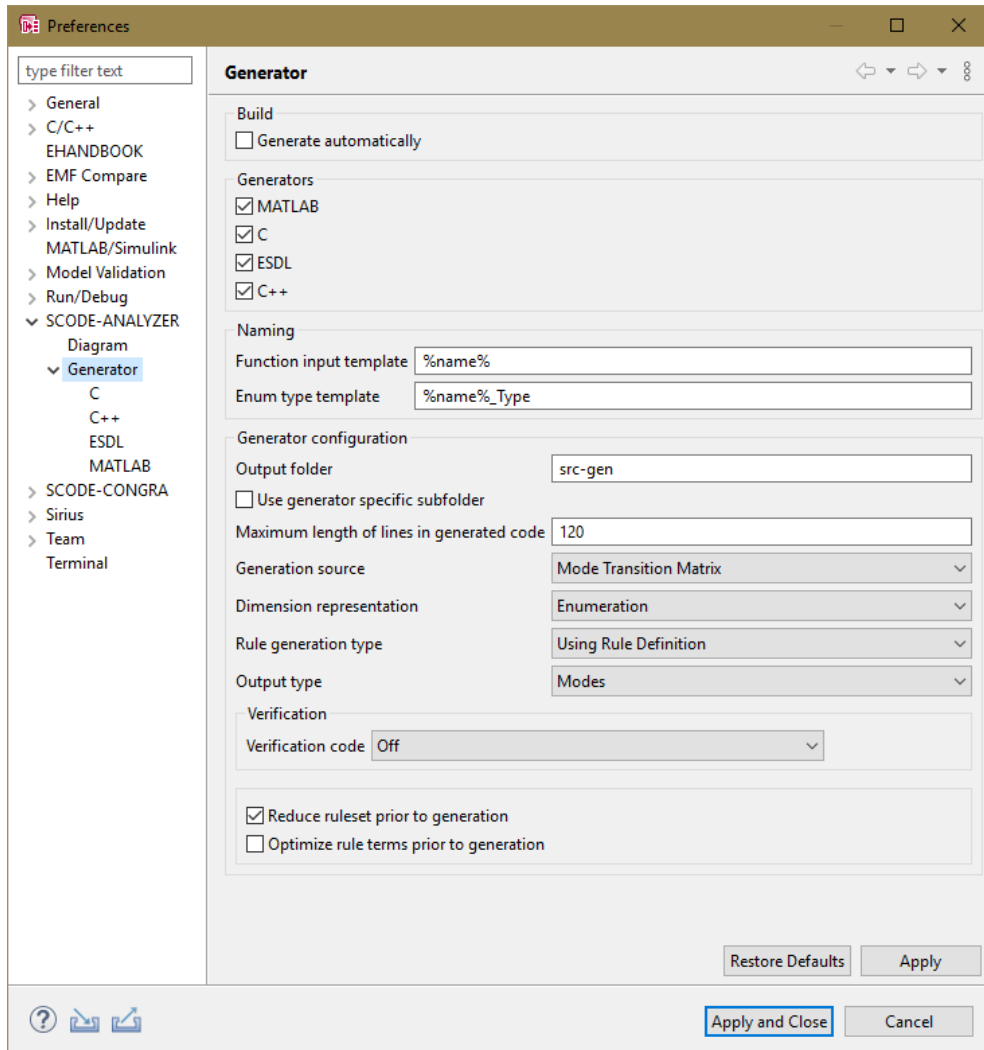 Preferences
type filter text
General
C/C++
EHANDBOOK
EMF Compare
Help
Install/Update
MATLAB/Simulink
Model Validation
Run/Debug
SCODE-ANALYZER
Diagram
Generator
C
C++
ESDL
MATLAB
SCODE-CONGRA
Sirius
Team
Terminal
Generator
Build
Generate automatically
Generators
MATLAB
C
ESDL
C++
Naming
Function input template %name%
Enum type template %name%_Type
Generator configuration
Output folder src-gen
Use generator specific subfolder
Maximum length of lines in generated code 120
Generation source Mode Transition Matrix
Dimension representation Enumeration
Rule generation type Using Rule Definition
Output type Modes
Verification
Verification code Off
Reduce ruleset prior to generation
Optimize rule terms prior to generation
Restore Defaults Apply
? Apply and Close Cancel